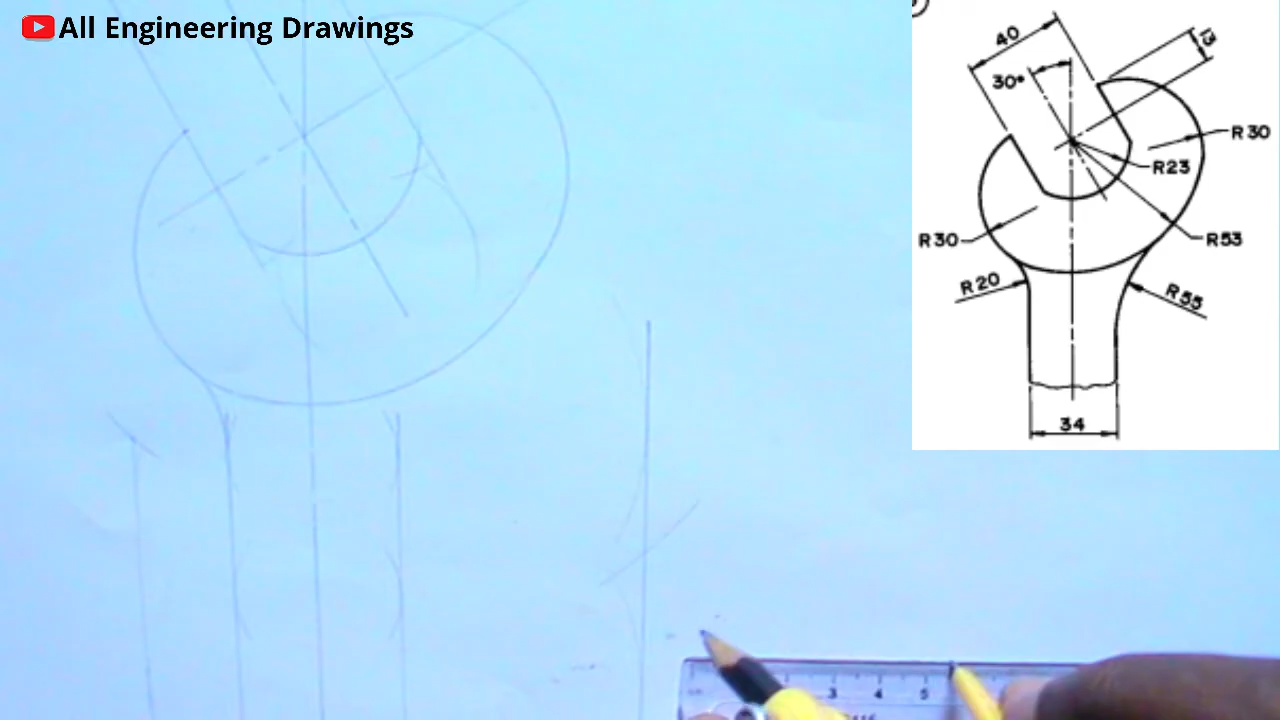 All Engineering Drawings
40
13
30°
R30
R23
R30
R53
R20
R55
34
3 4 5